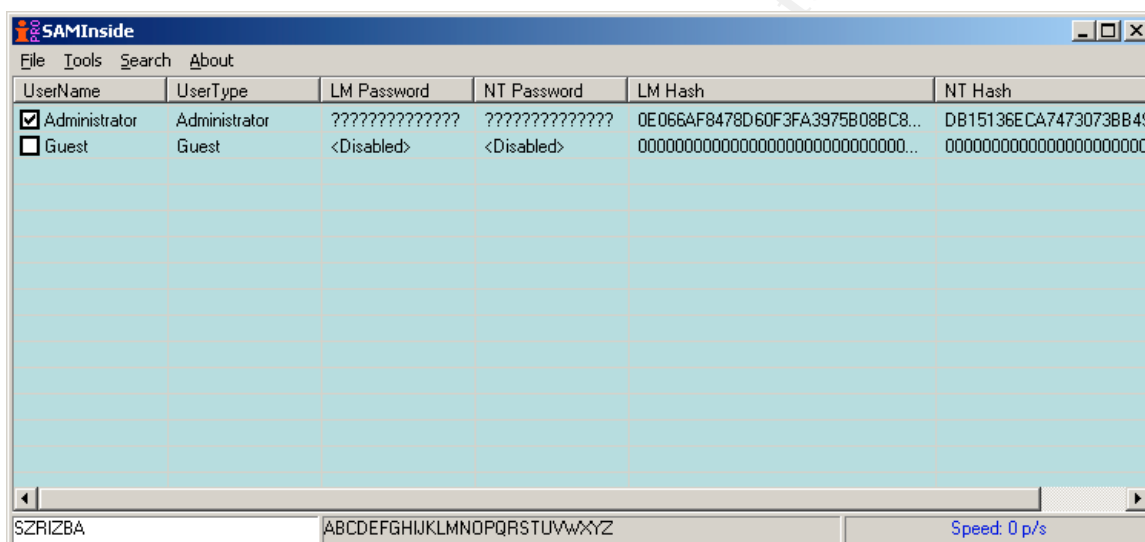 SAMInside
File Tools Search About
UserName UserType LM Password NT Password LM Hash NT Hash
Administrator Administrator ?????????????? ?????????????? 0E066AF8478D60F3FA3975B08BC8... DB15136ECA7473073BB49
Guest Guest <Disabled> <Disabled> 0000000000000000000000000000... 000000000000000000000
SZRIZBA ABCDEFGHIJKLMNOPQRSTUVWXYZ Speed: 0 p/s